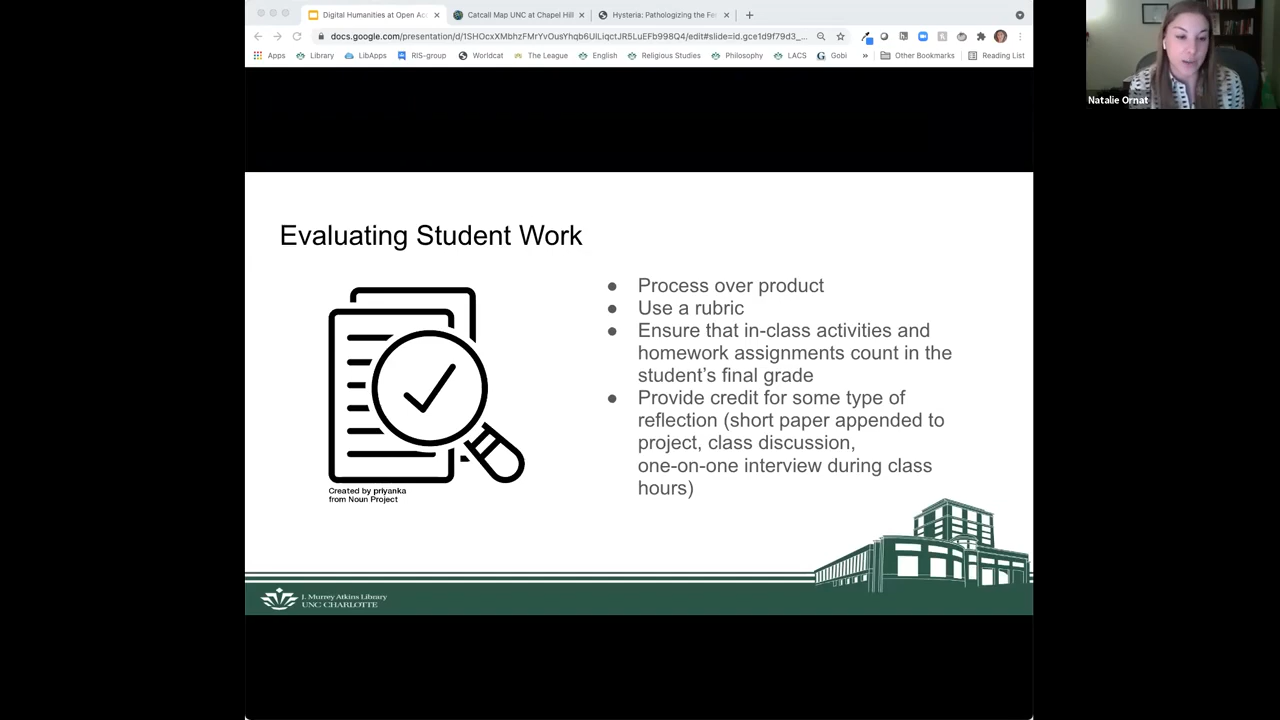 Digital Humanities at Open Ac
Catcall Map UNC at Chapel Hill
Hysteria: Pathologizing the Fe
docs.google.com/presentation/d/1SHOcxXMbhzFMrYvOusYhqb6UlLiqctJR5LuEFb998Q4/edit#slide=id.gce1d9f79d3_...
Apps Library LibApps RIS-group Worldcat The League English Religious Studies Philosophy LACS Gobi » Other Bookmarks Reading List
Natalie Ornat
Evaluating Student Work
● Process over product
● Use a rubric
● Ensure that in-class activities and
homework assignments count in the
student’s final grade
● Provide credit for some type of
reflection (short paper appended to
project, class discussion,
one-on-one interview during class
hours)
Created by priyanka
from Noun Project
J. Murrey Atkins Library
UNC CHARLOTTE